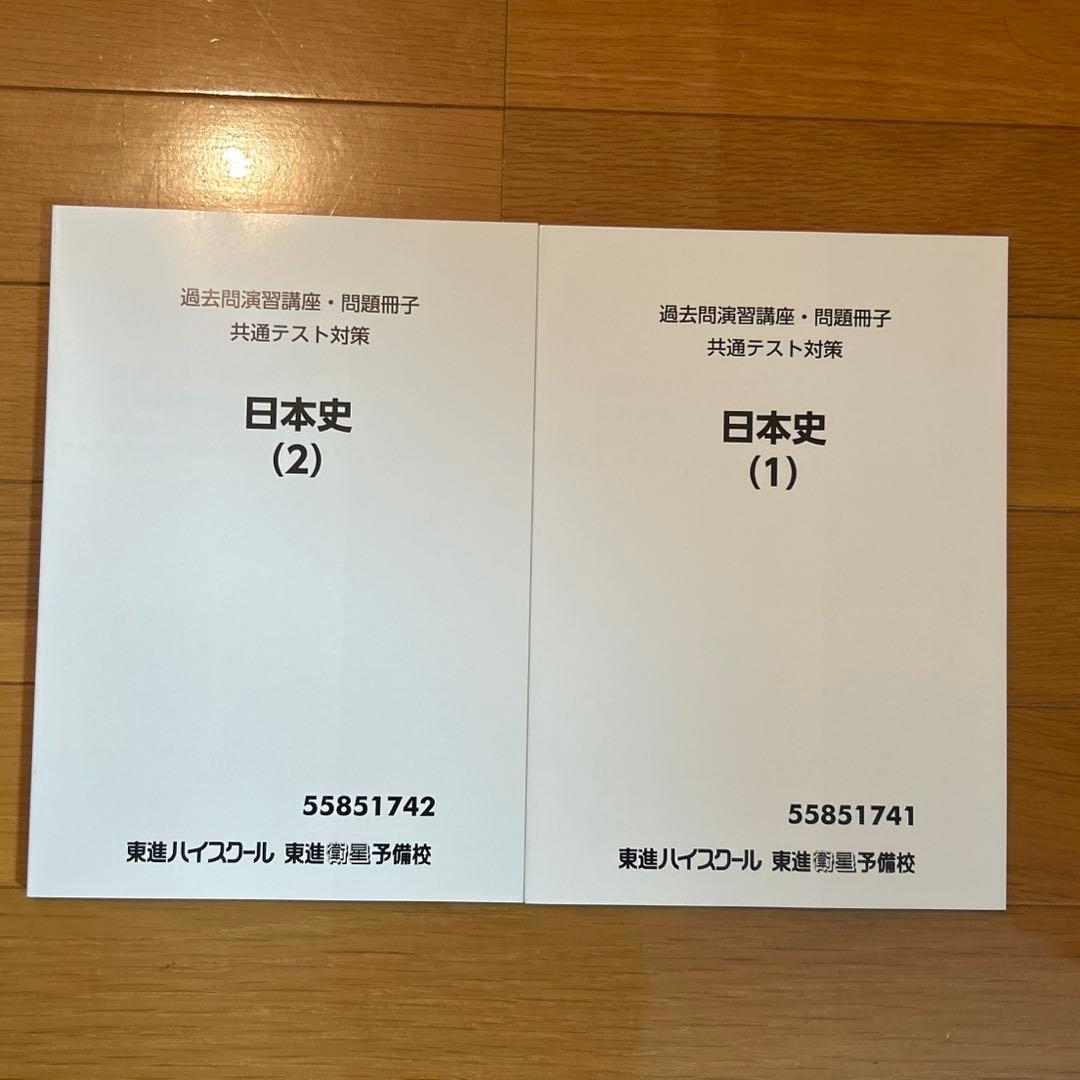 過去問演習講座・問題冊子
共通テスト対策
日本史
(2)
55851742
東進ハイスクール 東進衛星予備校
過去問演習講座・問題冊子
共通テスト対策
日本史
(1)
55851741
東進ハイスクール 東進衛星予備校